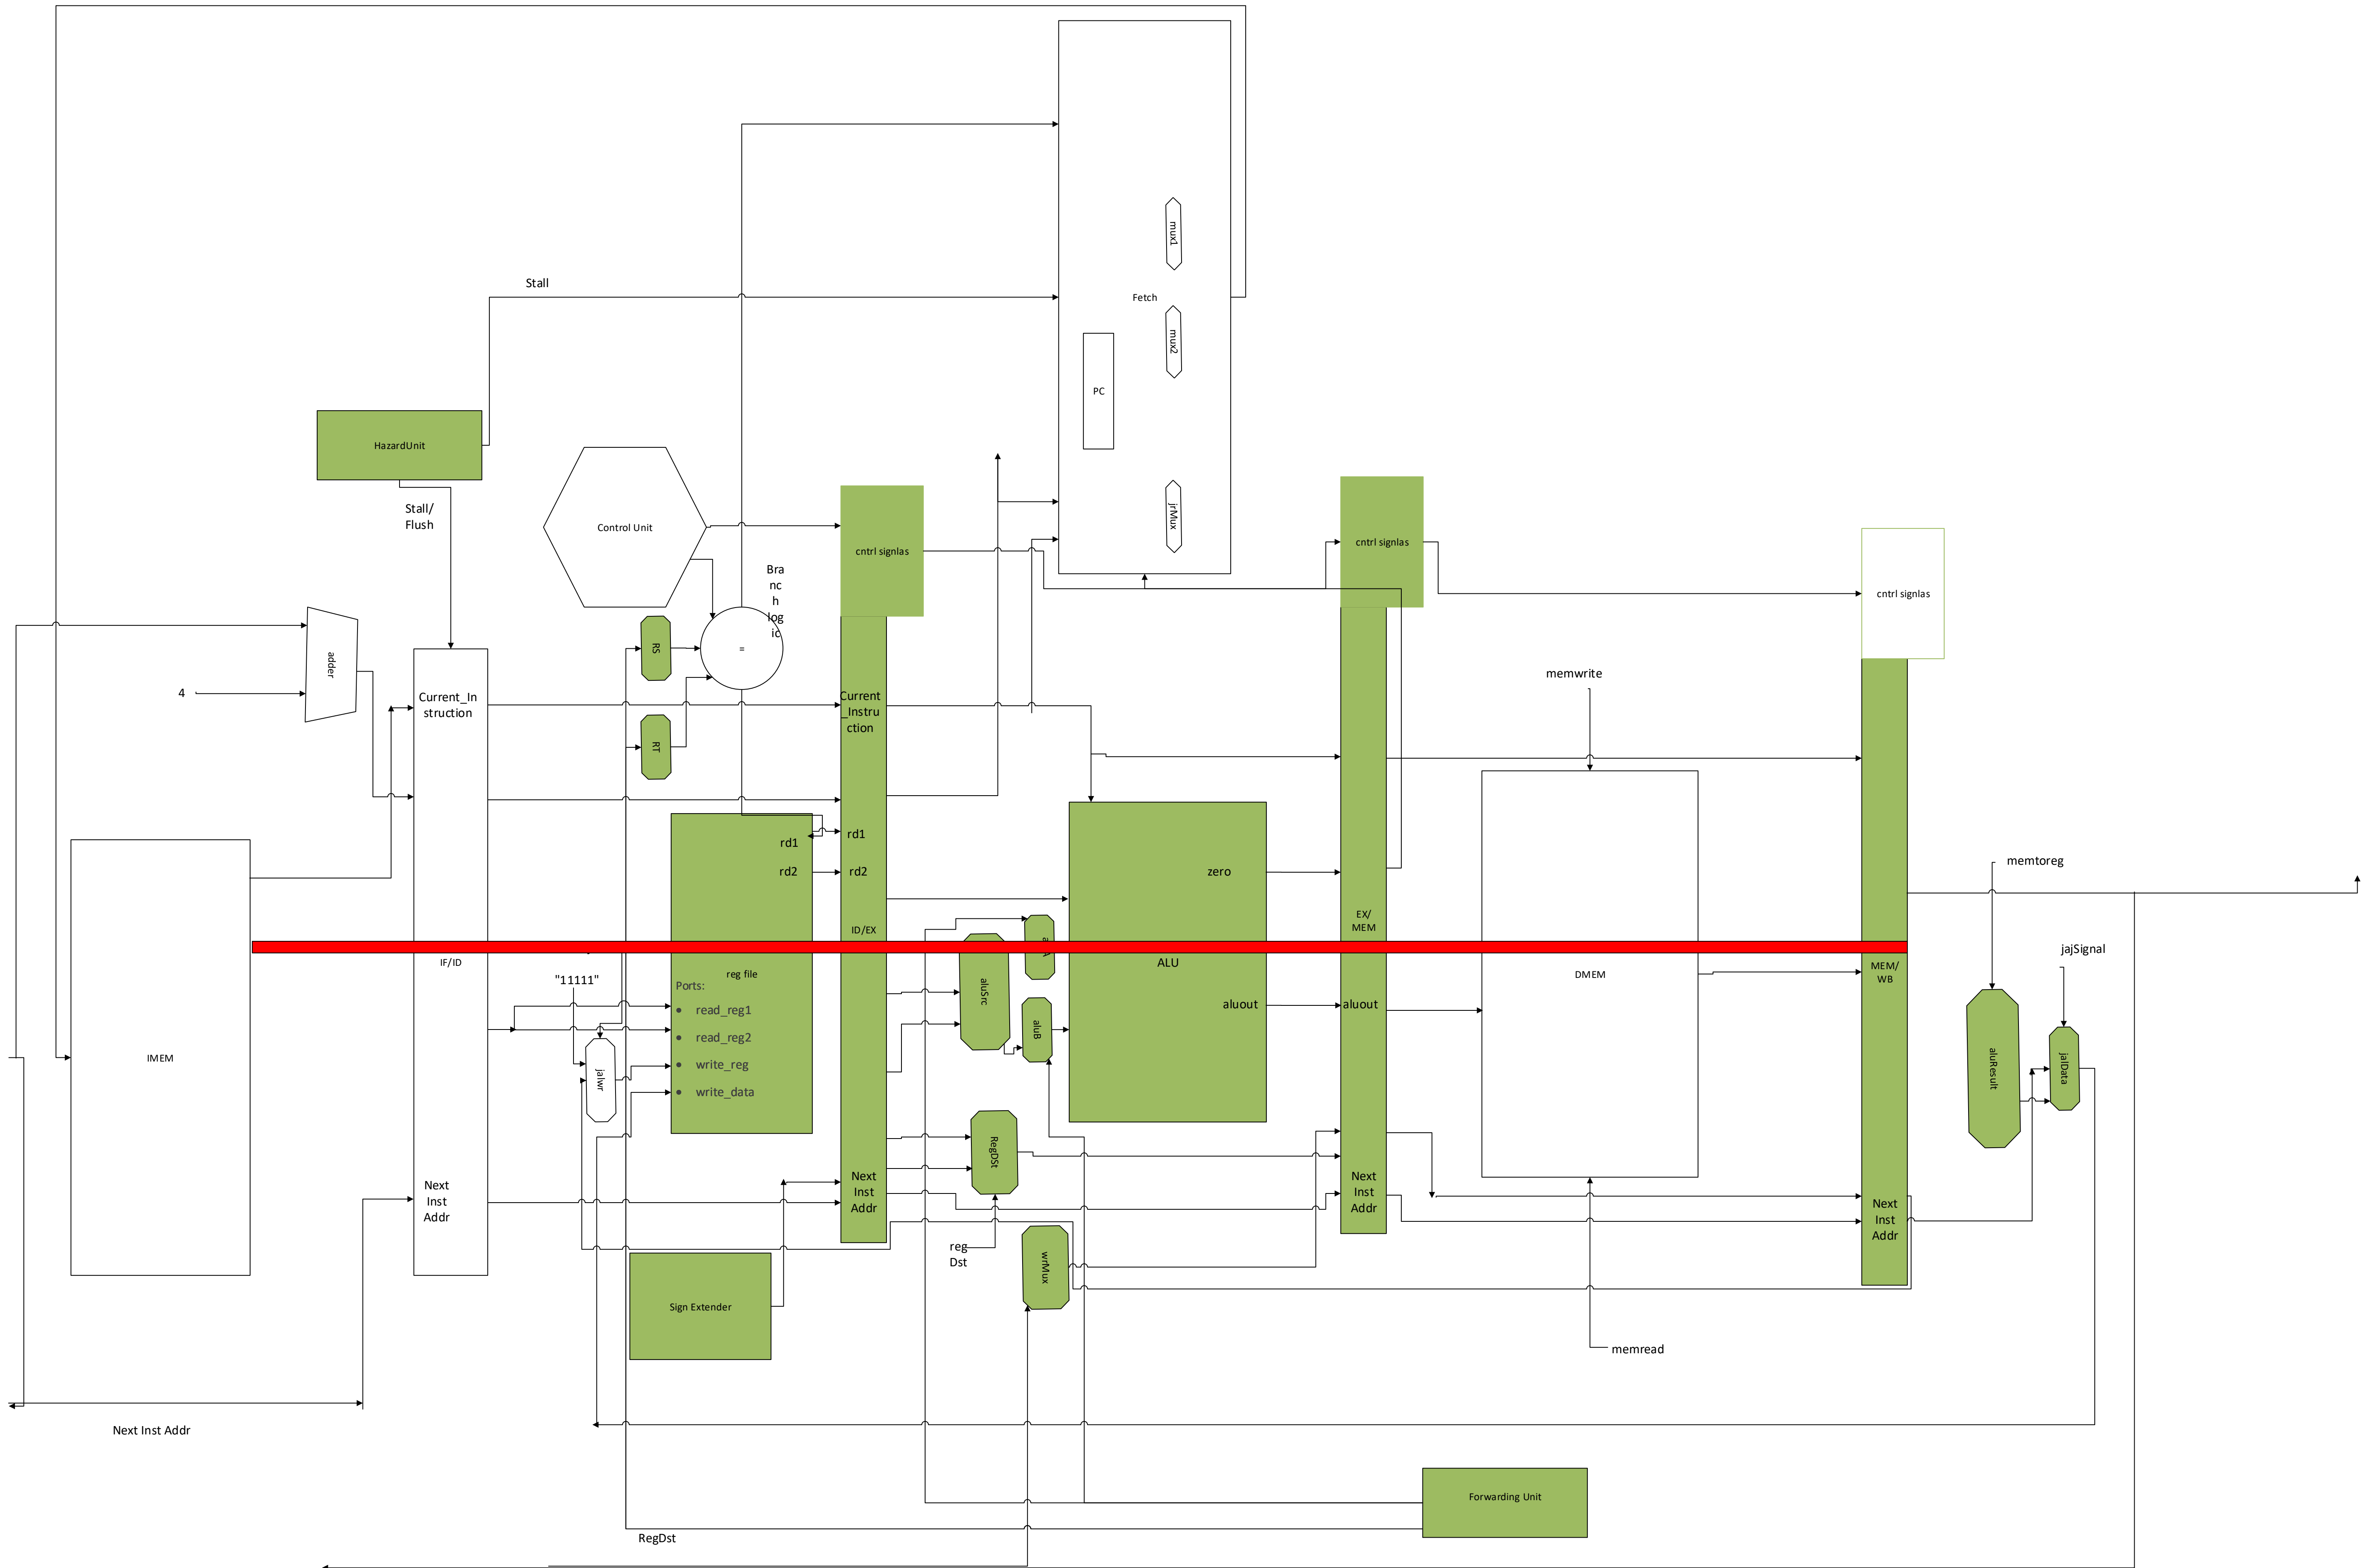 mux1
Stall
Fetch
mux2
PC
HazardUnit
Stall/
Flush
Control Unit
jrMux
cntrl signlas
cntrl signlas
cntrl signlas
Bra
nc
h
log
ic
RS
=
adder
4
Current_In
struction
Current
_Instru
ction
RT
memwrite
rd1
rd1
rd2
rd2
zero
memtoreg
ID/EX
EX/
MEM
IF/ID
"11111"
reg file
Ports:
• read_reg1
• read_reg2
• write_reg
• write_data
aluSrc
aluB
ALU
aluout
aluout
DMEM
MEM/
WB
jajSignal
IMEM
jalwr
aluResult
jalData
RegDSt
Next
Inst
Addr
Next
Inst
Addr
Next
Inst
Addr
Next
Inst
Addr
reg
Dst
wrMux
Sign Extender
memread
Next Inst Addr
Forwarding Unit
RegDst